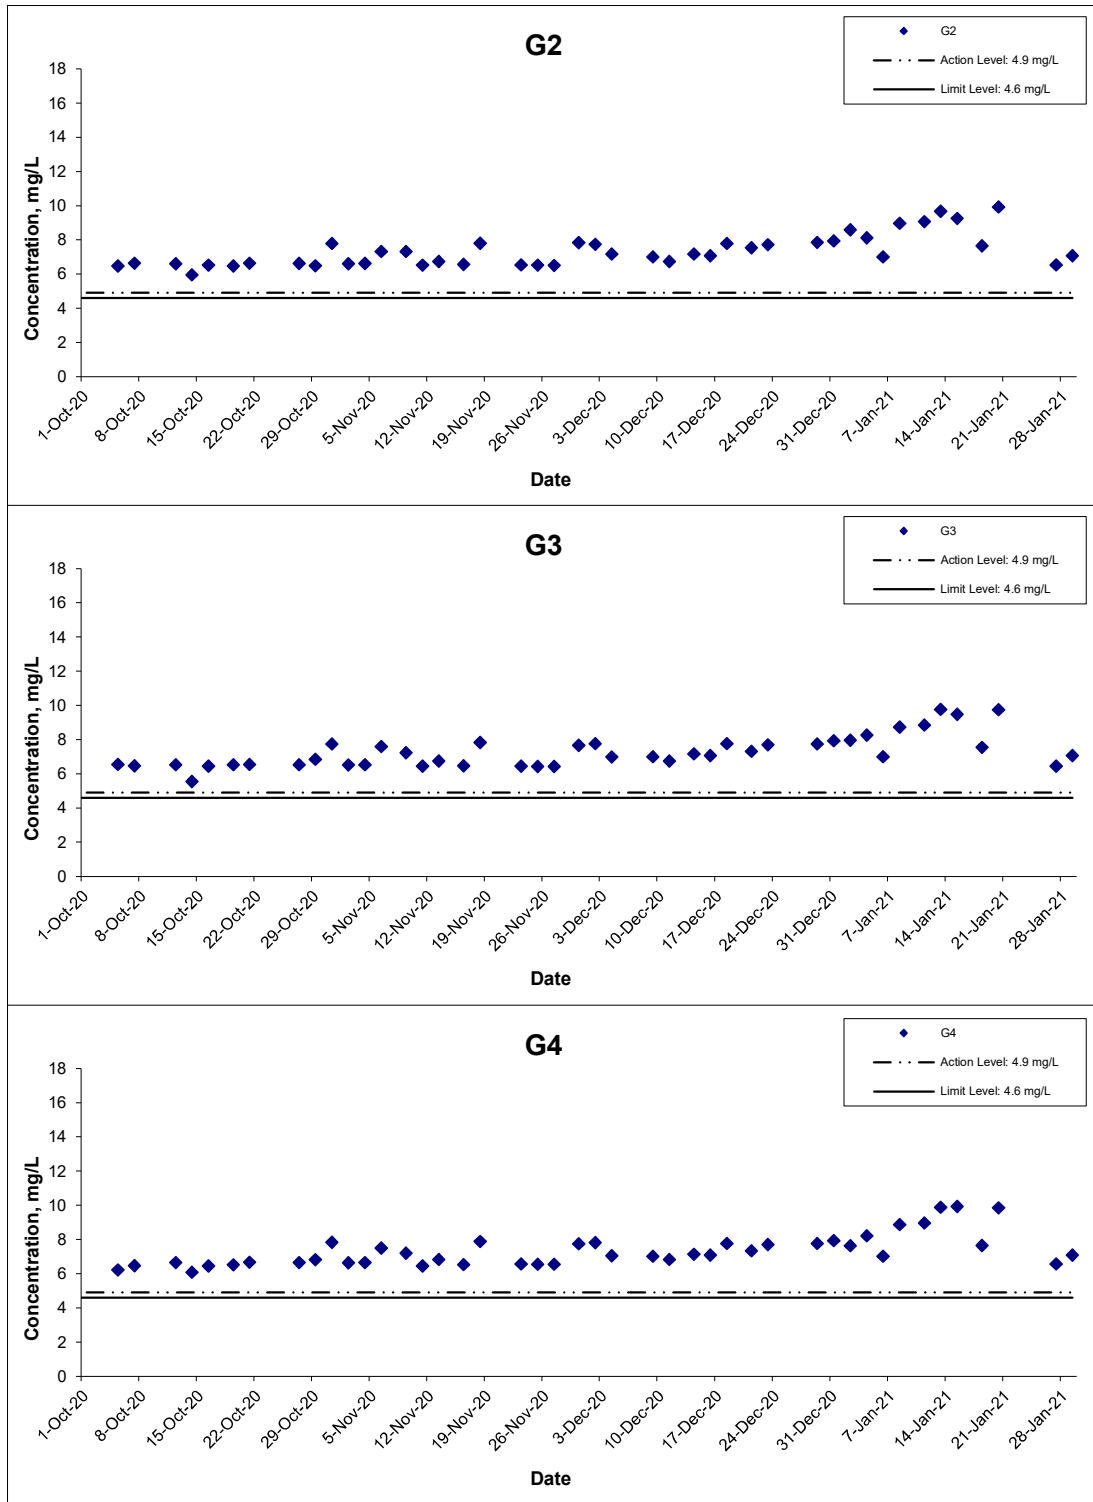 G2
G2
Action Level: 4.9 mg/L
Limit Level: 4.6 mg/L
Concentration, mg/L
18
16
14
12
10
8
6
4
2
0
1-Oct-20
8-Oct-20
15-Oct-20
22-Oct-20
29-Oct-20
5-Nov-20
12-Nov-20
19-Nov-20
26-Nov-20
3-Dec-20
10-Dec-20
17-Dec-20
24-Dec-20
31-Dec-20
7-Jan-21
14-Jan-21
21-Jan-21
28-Jan-21
Date
G3
G3
Action Level: 4.9 mg/L
Limit Level: 4.6 mg/L
Concentration, mg/L
18
16
14
12
10
8
6
4
2
0
1-Oct-20
8-Oct-20
15-Oct-20
22-Oct-20
29-Oct-20
5-Nov-20
12-Nov-20
19-Nov-20
26-Nov-20
3-Dec-20
10-Dec-20
17-Dec-20
24-Dec-20
31-Dec-20
7-Jan-21
14-Jan-21
21-Jan-21
28-Jan-21
Date
G4
G4
Action Level: 4.9 mg/L
Limit Level: 4.6 mg/L
Concentration, mg/L
18
16
14
12
10
8
6
4
2
0
1-Oct-20
8-Oct-20
15-Oct-20
22-Oct-20
29-Oct-20
5-Nov-20
12-Nov-20
19-Nov-20
26-Nov-20
3-Dec-20
10-Dec-20
17-Dec-20
24-Dec-20
31-Dec-20
7-Jan-21
14-Jan-21
21-Jan-21
28-Jan-21
Date